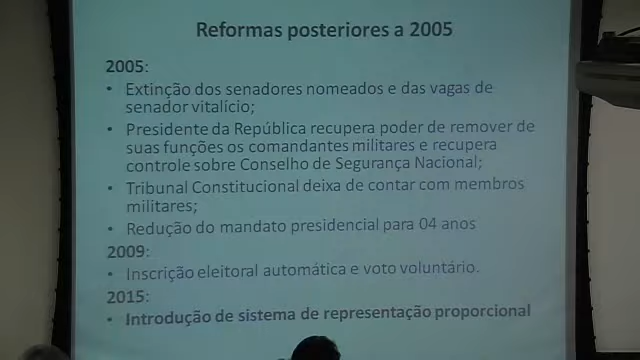 Reformas posteriores a 2005
2005:
• Extinção dos senadores nomeados e das vagas de
senador vitalício;
• Presidente da República recupera poder de remover de
suas funções os comandantes militares e recupera
controle sobre Conselho de Segurança Nacional;
• Tribunal Constitucional deixa de contar com membros
militares;
• Redução do mandato presidencial para 04 anos
2009:
• Inscrição eleitoral automática e voto voluntário.
2015:
• Introdução de sistema de representação proporcional